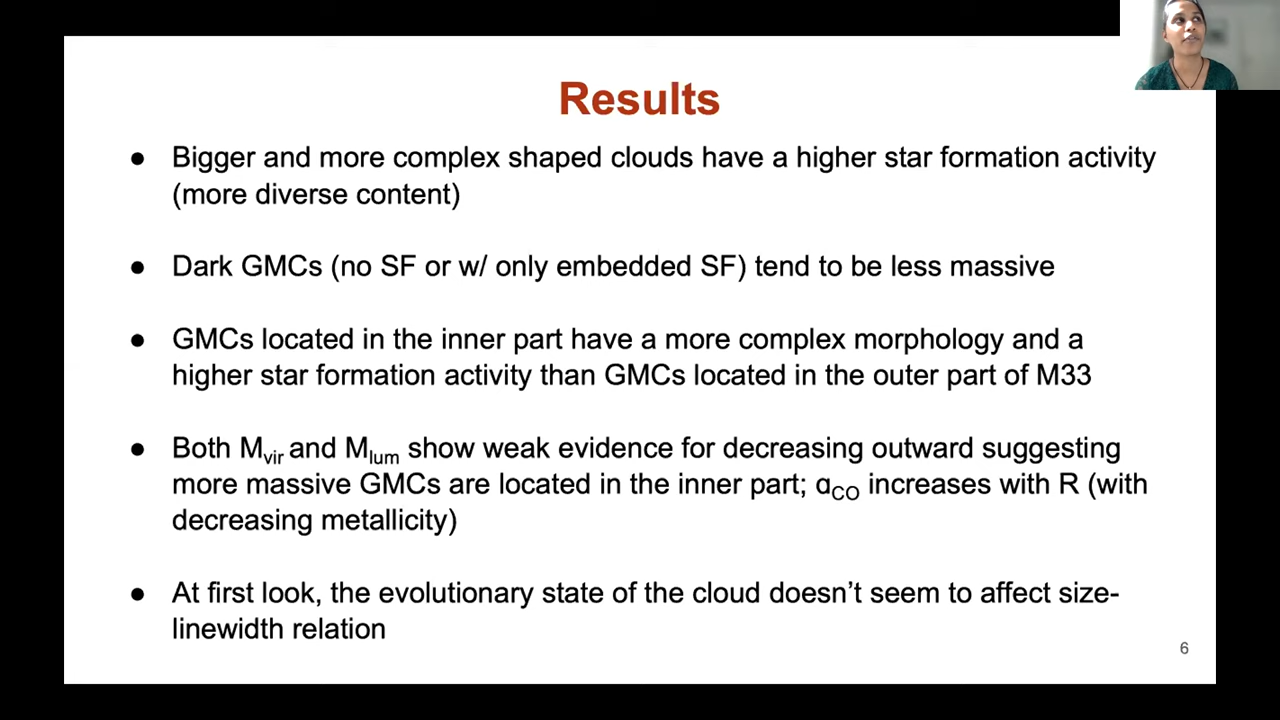 Results
● Bigger and more complex shaped clouds have a higher star formation activity
(more diverse content)
● Dark GMCs (no SF or w/ only embedded SF) tend to be less massive
● GMCs located in the inner part have a more complex morphology and a
higher star formation activity than GMCs located in the outer part of M33
● Both Mvir and Mlum show weak evidence for decreasing outward suggesting
more massive GMCs are located in the inner part; αCO increases with R (with
decreasing metallicity)
● At first look, the evolutionary state of the cloud doesn’t seem to affect size-
linewidth relation
6